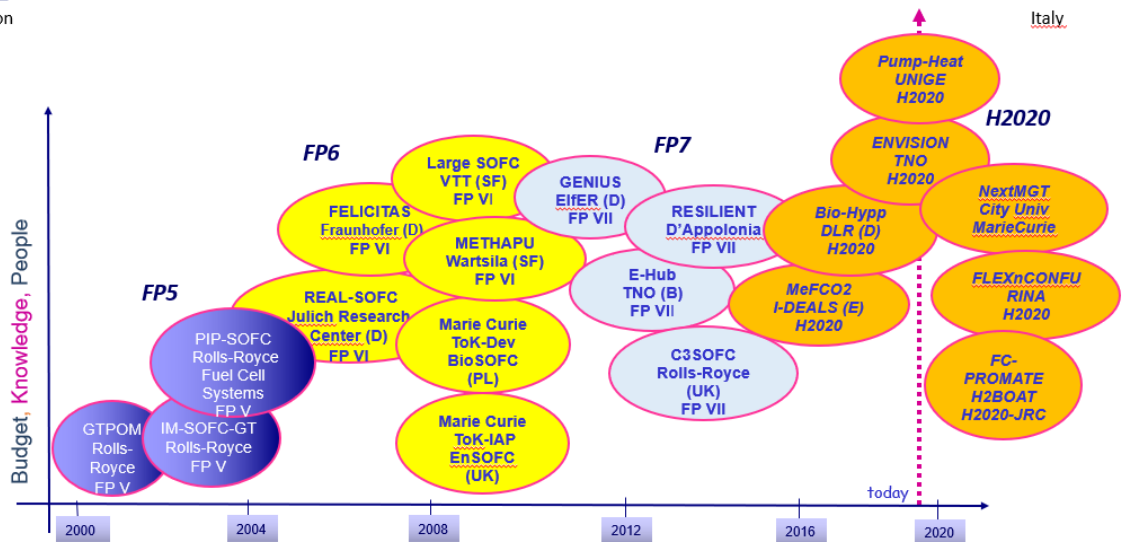 on
Italy
Pump-Heat
UNIGE
H2020
H2020
ENVISION
TNO
H2020
FP6
FP7
Large SOFC
VTT (SF)
FP VI
GENIUS
EIfER (D)
FP VII
NextMGT
City Univ
MarieCurie
FELICITAS
Fraunhofer (D)
FP VI
RESILIENT
D'Appolonia
FP VII
Bio-Hypp
DLR (D)
H2020
METHAPU
Wartsila (SF)
FP VI
E-Hub
TNO (B)
FP VII
MeFCO2
I-DEALS (E)
H2020
FLEXnCONFU
RINA
H2020
FP5
REAL-SOFC
Julich Research
Center (D)
FP VI
Marie Curie
ToK-Dev
BioSOFC
(PL)
PIP-SOFC
Rolls-Royce
Fuel Cell
Systems
FP V
C3SOFC
Rolls-Royce
(UK)
FP VII
FC-
PROMATE
H2BOAT
H2020-JRC
GTPOM
Rolls-
Royce
FP V
IM-SOFC-GT
Rolls-Royce
FP V
Marie Curie
ToK-IAP
EnSOFC
(UK)
Budget, Knowledge, People
today
2000
2004
2008
2012
2016
2020